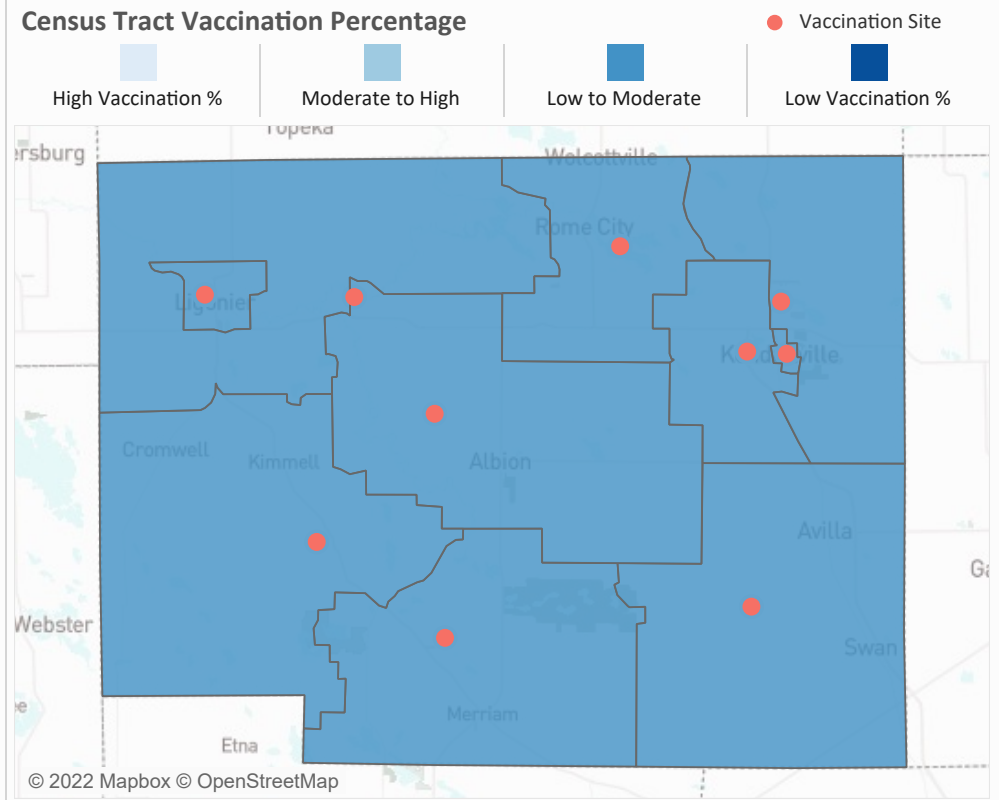 Census Tract Vaccination Percentage
Vaccination Site
High Vaccination %
Moderate to High
Low to Moderate
Low Vaccination %
Topeka
ersburg
Wolcottville
Rome City
Ligonier
Cromwell
Kimmell
Albion
Avilla
Ga
Webster
Swan
ee
Merriam
Etna
© 2022 Mapbox © OpenStreetMap